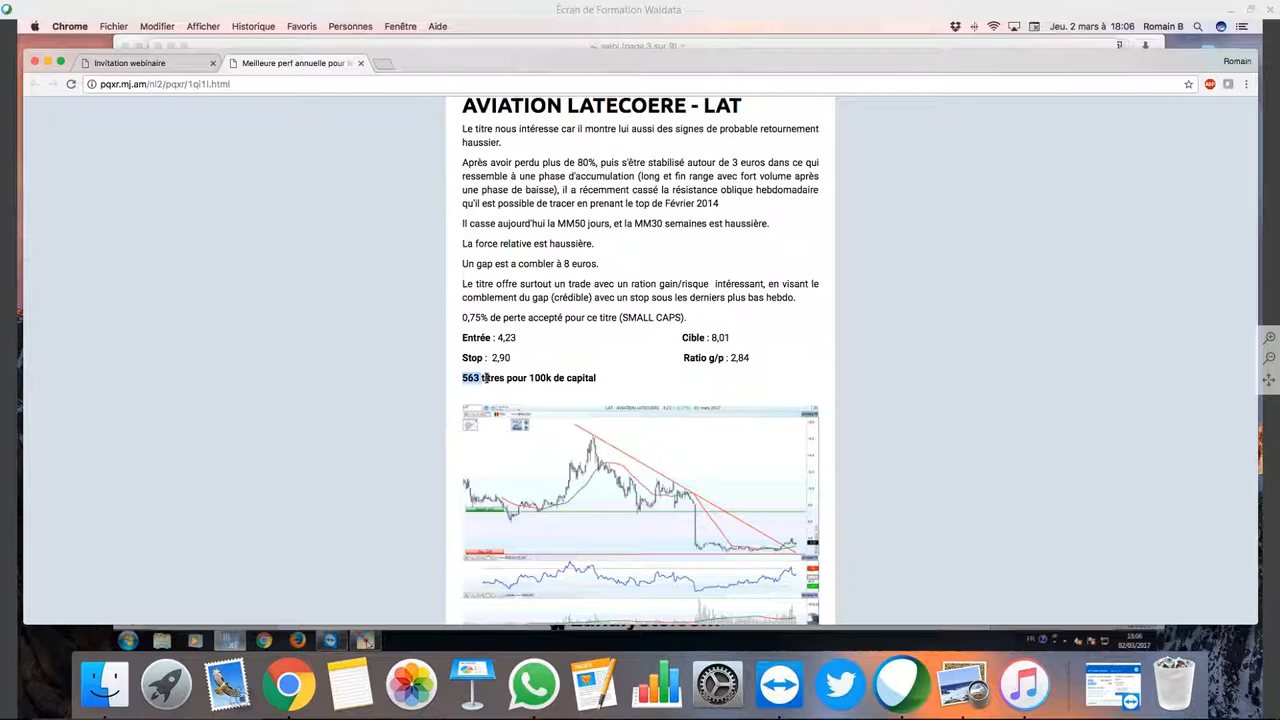 Écran de Formation Waldata
Chrome Fichier Modifier Afficher Historique Favoris Personnes Fenêtre Aide Jeu. 2 mars à 18:06 Romain B
Invitation webinaire
Meilleure perf annuelle pour le
Romain
pqxr.mj.am/nl2/pqxr/1qi1l.html
AVIATION LATECOERE - LAT
Le titre nous intéresse car il montre lui aussi des signes de probable retournement
haussier.
Après avoir perdu plus de 80%, puis s'être stabilisé autour de 3 euros dans ce qui
ressemble à une phase d'accumulation (long et fin range avec fort volume après
une phase de baisse), il a récemment cassé la résistance oblique hebdomadaire
qu'il est possible de tracer en prenant le top de Février 2014
Il casse aujourd'hui la MM50 jours, et la MM30 semaines est haussière.
La force relative est haussière.
Un gap est a combler à 8 euros.
Le titre offre surtout un trade avec un ration gain/risque intéressant, en visant le
comblement du gap (crédible) avec un stop sous les derniers plus bas hebdo.
0,75% de perte accepté pour ce titre (SMALL CAPS).
Entrée : 4,23 Cible : 8,01
Stop : 2,90 Ratio g/p : 2,84
563 titres pour 100k de capital
LAT - AVIATION LATECOERE
FR 18:06
02/03/2017